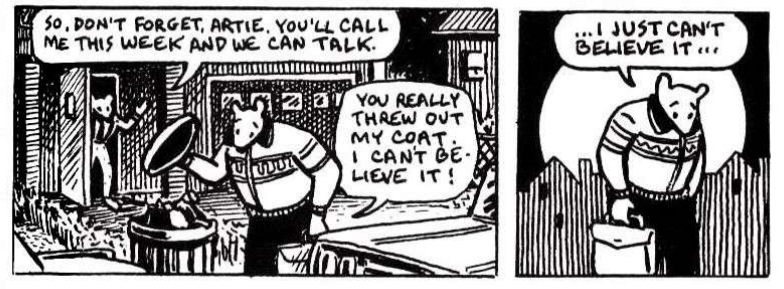 SO, DON'T FORGET, ARTIE. YOU'LL CALL
ME THIS WEEK AND WE CAN TALK.
YOU REALLY
THREW OUT
MY COAT.
I CAN'T BE-
LIEVE IT!
...I JUST CAN'T
BELIEVE IT...